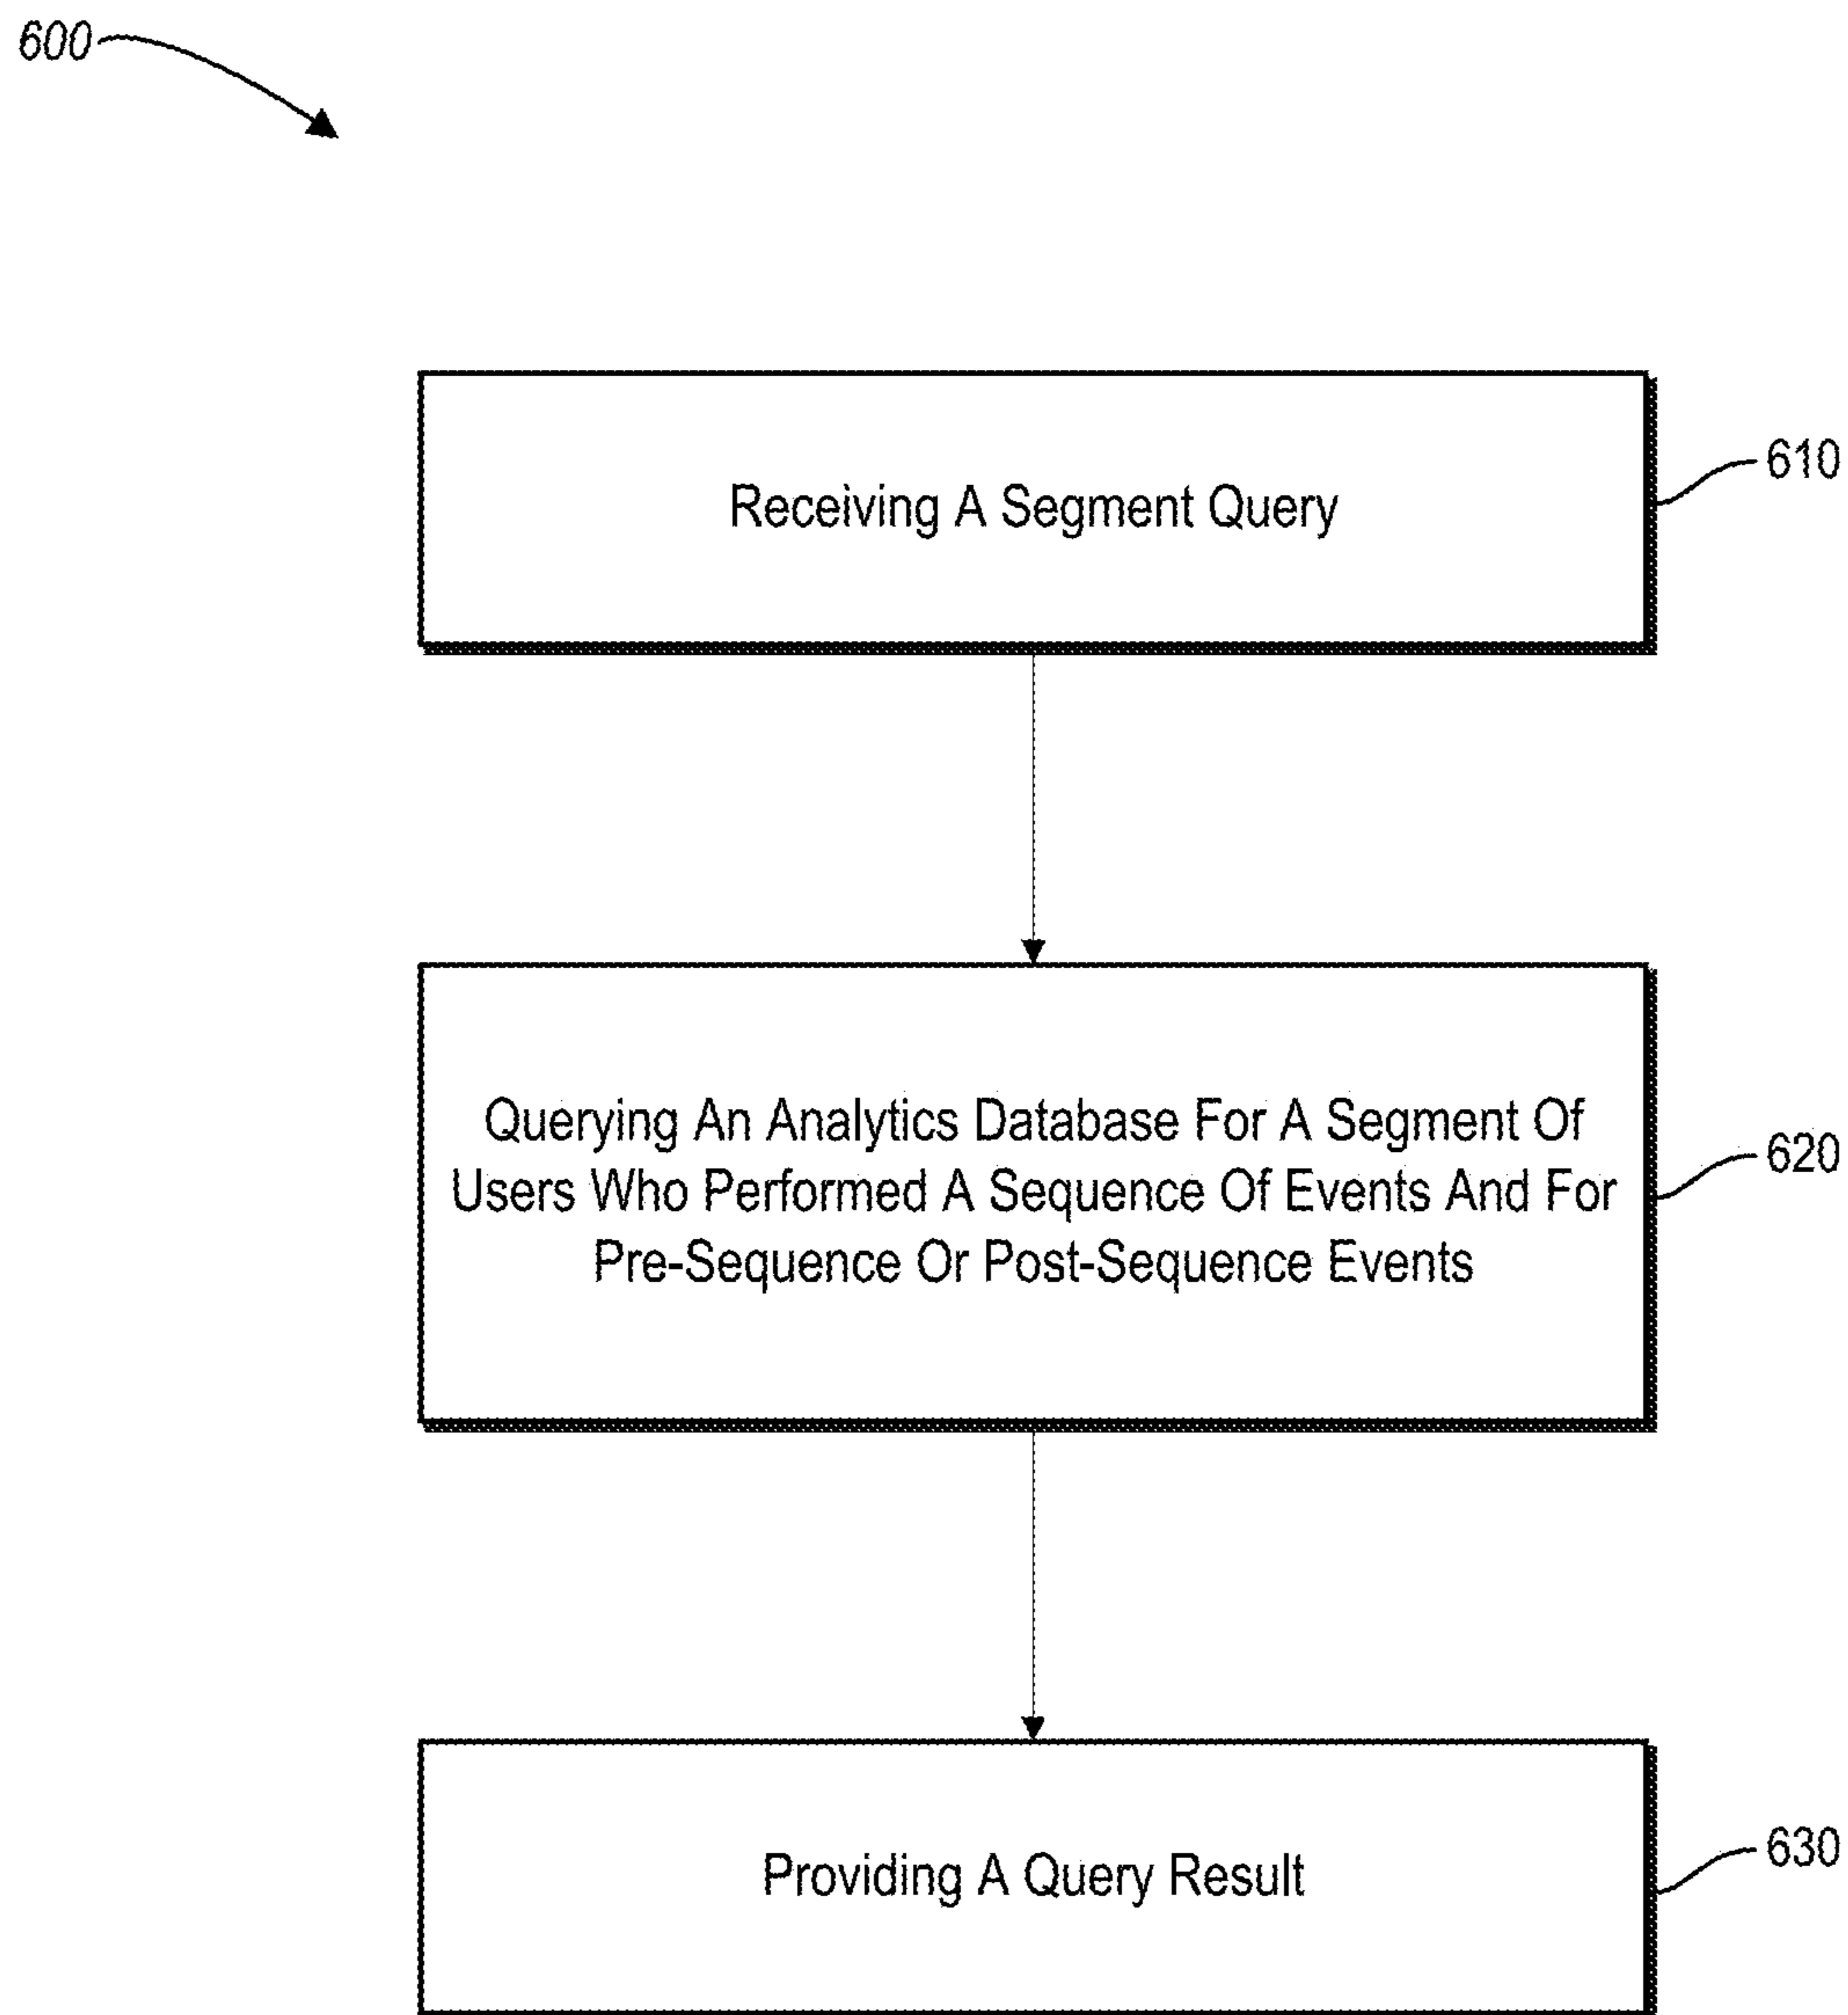 600
Receiving A Segment Query
610
Querying An Analytics Database For A Segment Of
Users Who Performed A Sequence Of Events And For
Pre-Sequence Or Post-Sequence Events
620
Providing A Query Result
630